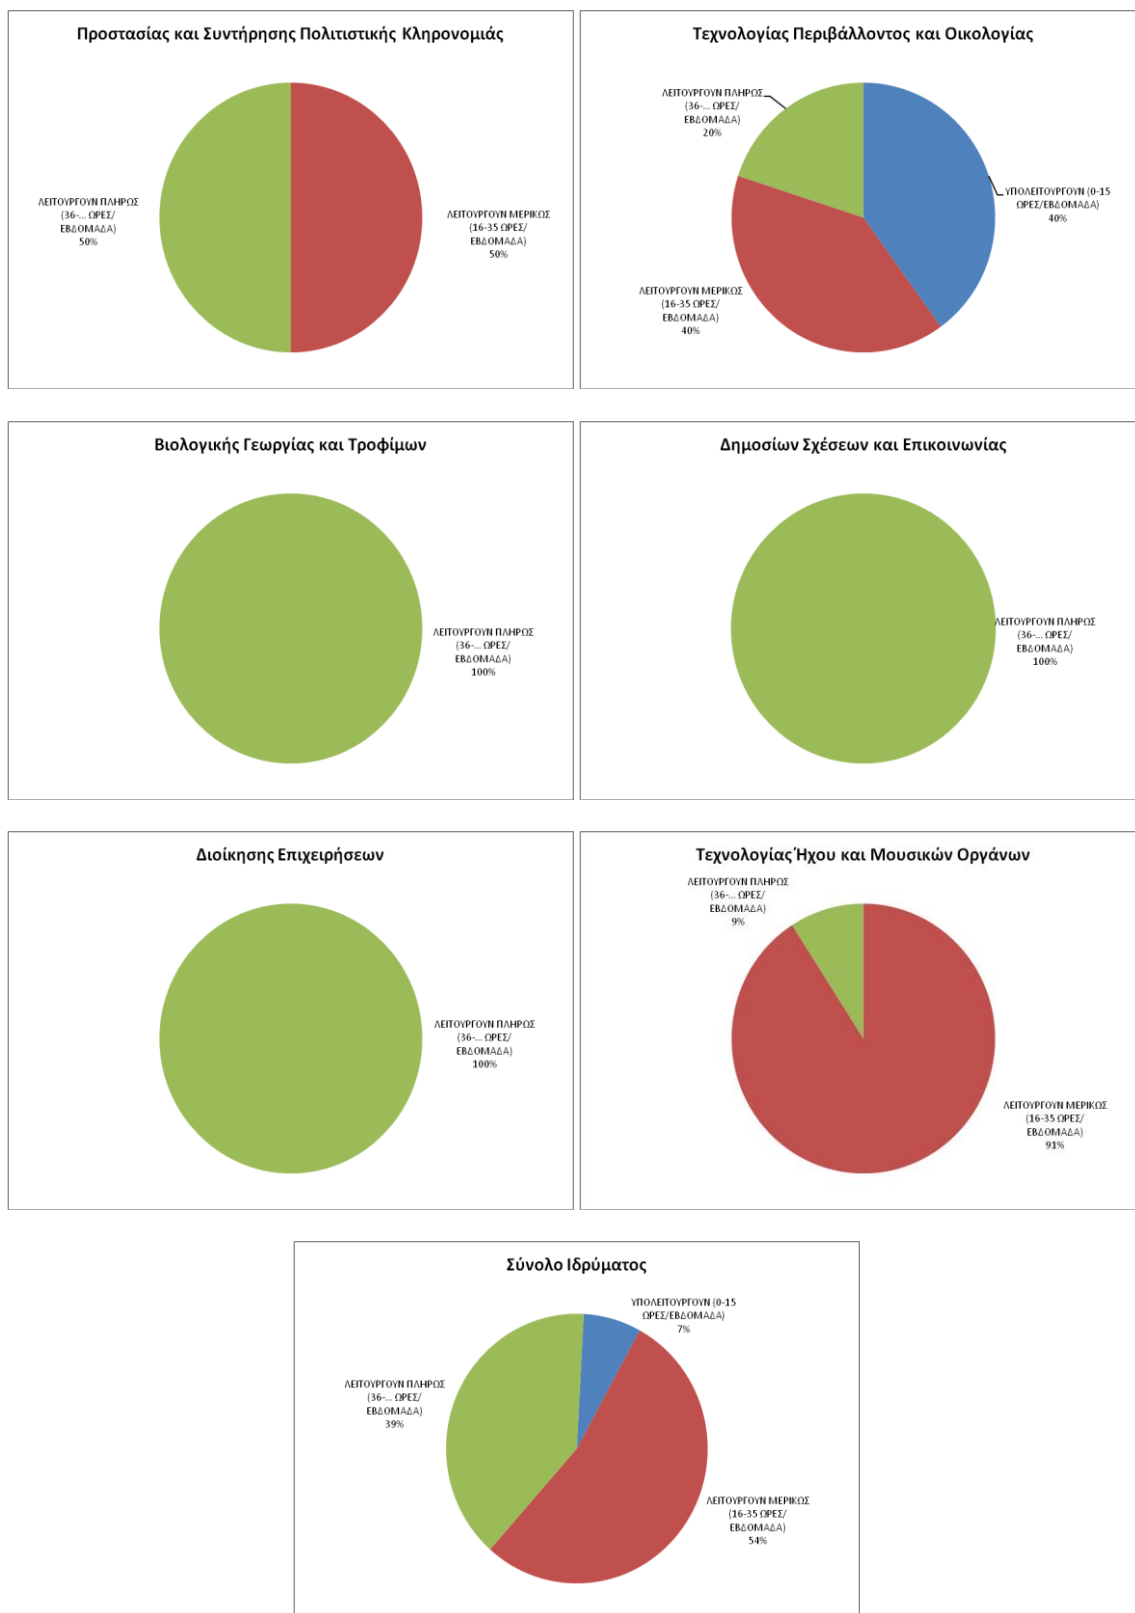 Προστασίας και Συντήρησης Πολιτιστικής Κληρονομιάς
ΛΕΙΤΟΥΡΓΟΥΝ ΠΛΗΡΩΣ
(36-... ΩΡΕΣ/
ΕΒΔΟΜΑΔΑ)
50%
ΛΕΙΤΟΥΡΓΟΥΝ ΜΕΡΙΚΩΣ
(16-35 ΩΡΕΣ/
ΕΒΔΟΜΑΔΑ)
50%
Τεχνολογίας Περιβάλλοντος και Οικολογίας
ΛΕΙΤΟΥΡΓΟΥΝ ΠΛΗΡΩΣ
(36-... ΩΡΕΣ/
ΕΒΔΟΜΑΔΑ)
20%
ΥΠΟΛΕΙΤΟΥΡΓΟΥΝ (0-15
ΩΡΕΣ/ΕΒΔΟΜΑΔΑ)
40%
ΛΕΙΤΟΥΡΓΟΥΝ ΜΕΡΙΚΩΣ
(16-35 ΩΡΕΣ/
ΕΒΔΟΜΑΔΑ)
40%
Βιολογικής Γεωργίας και Τροφίμων
ΛΕΙΤΟΥΡΓΟΥΝ ΠΛΗΡΩΣ
(36-... ΩΡΕΣ/
ΕΒΔΟΜΑΔΑ)
100%
Δημοσίων Σχέσεων και Επικοινωνίας
ΛΕΙΤΟΥΡΓΟΥΝ ΠΛΗΡΩΣ
(36-... ΩΡΕΣ/
ΕΒΔΟΜΑΔΑ)
100%
Διοίκησης Επιχειρήσεων
ΛΕΙΤΟΥΡΓΟΥΝ ΠΛΗΡΩΣ
(36-... ΩΡΕΣ/
ΕΒΔΟΜΑΔΑ)
100%
Τεχνολογίας Ήχου και Μουσικών Οργάνων
ΛΕΙΤΟΥΡΓΟΥΝ ΠΛΗΡΩΣ
(36-... ΩΡΕΣ/
ΕΒΔΟΜΑΔΑ)
9%
ΛΕΙΤΟΥΡΓΟΥΝ ΜΕΡΙΚΩΣ
(16-35 ΩΡΕΣ/
ΕΒΔΟΜΑΔΑ)
91%
Σύνολο Ιδρύματος
ΥΠΟΛΕΙΤΟΥΡΓΟΥΝ (0-15
ΩΡΕΣ/ΕΒΔΟΜΑΔΑ)
7%
ΛΕΙΤΟΥΡΓΟΥΝ ΠΛΗΡΩΣ
(36-... ΩΡΕΣ/
ΕΒΔΟΜΑΔΑ)
39%
ΛΕΙΤΟΥΡΓΟΥΝ ΜΕΡΙΚΩΣ
(16-35 ΩΡΕΣ/
ΕΒΔΟΜΑΔΑ)
54%